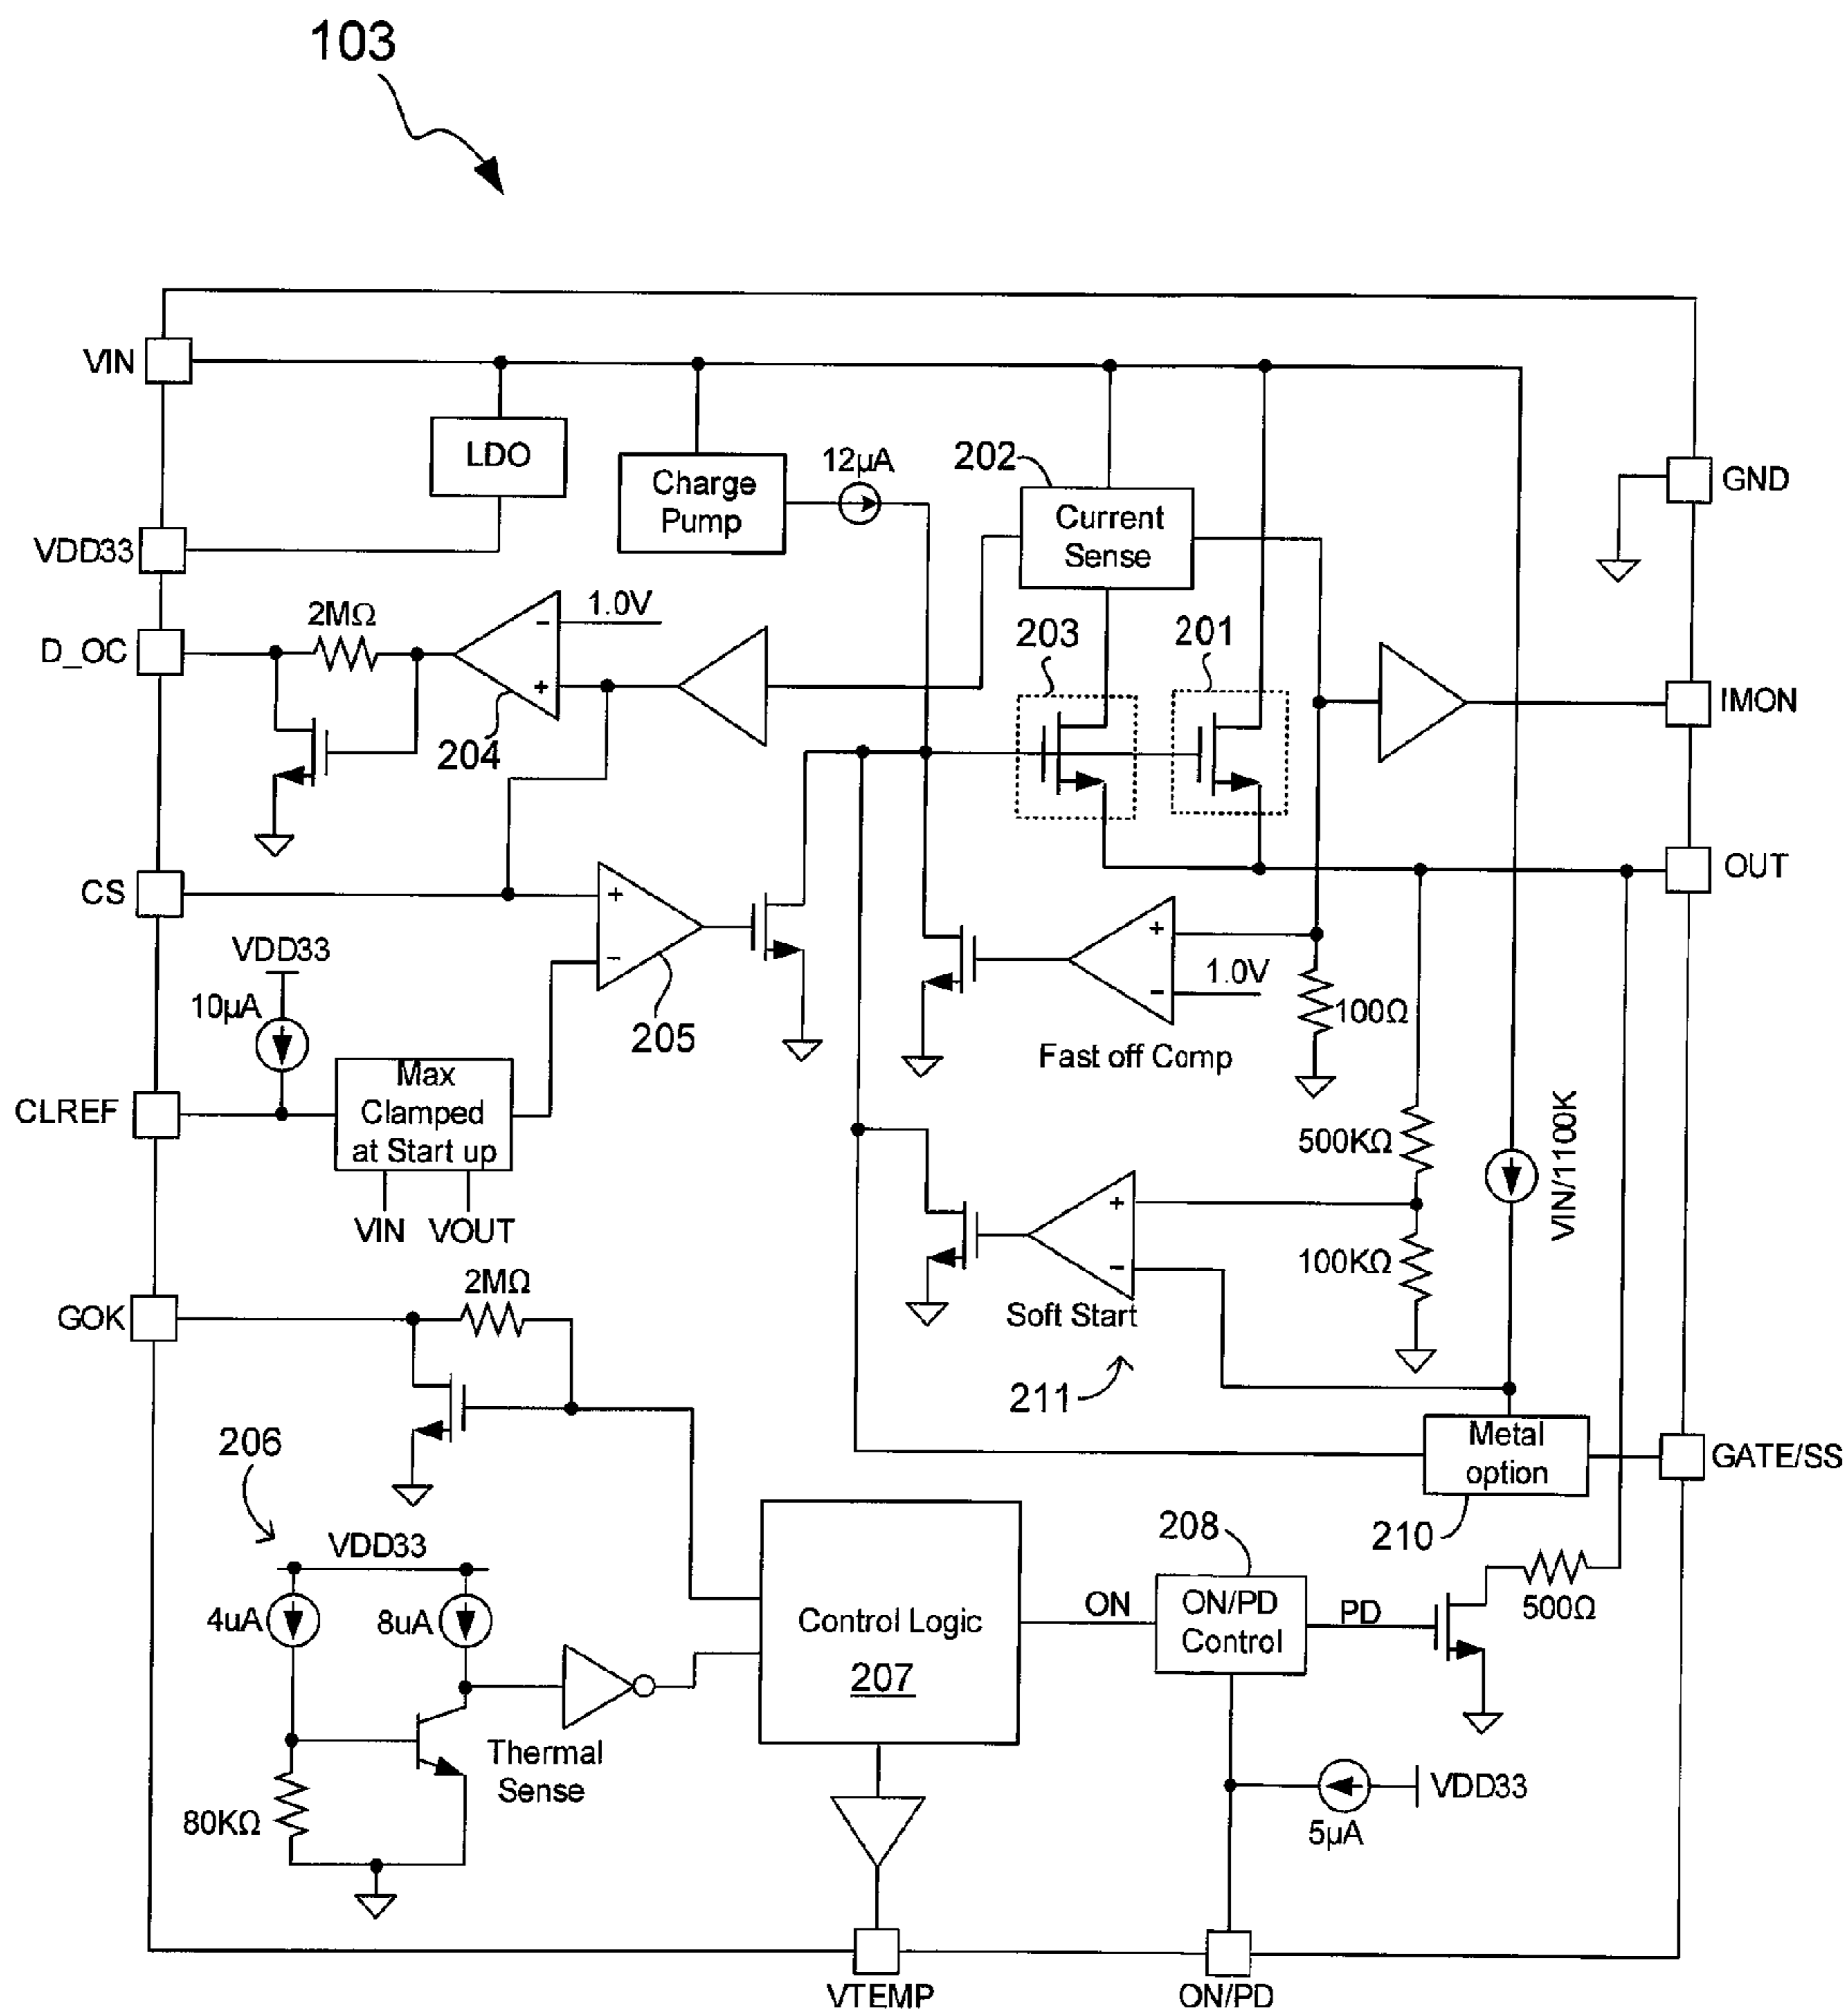 103
VIN
LDO
Charge
Pump
12µA
202
Current
Sense
GND
VDD33
D_OC
2MΩ
1.0V
204
203
201
IMON
OUT
CS
VDD33
10µA
205
1.0V
100Ω
Fast off Comp
CLREF
Max
Clamped
at Start up
VIN
VOUT
500KΩ
100KΩ
VIN/1100K
Soft Start
211
GOK
2MΩ
Metal
option
GATE/SS
210
206
VDD33
4uA
8uA
Thermal
Sense
80KΩ
Control Logic
207
ON
208
ON/PD
Control
PD
500Ω
VDD33
5µA
VTEMP
ON/PD
+
-
+
-
+
-
+
-